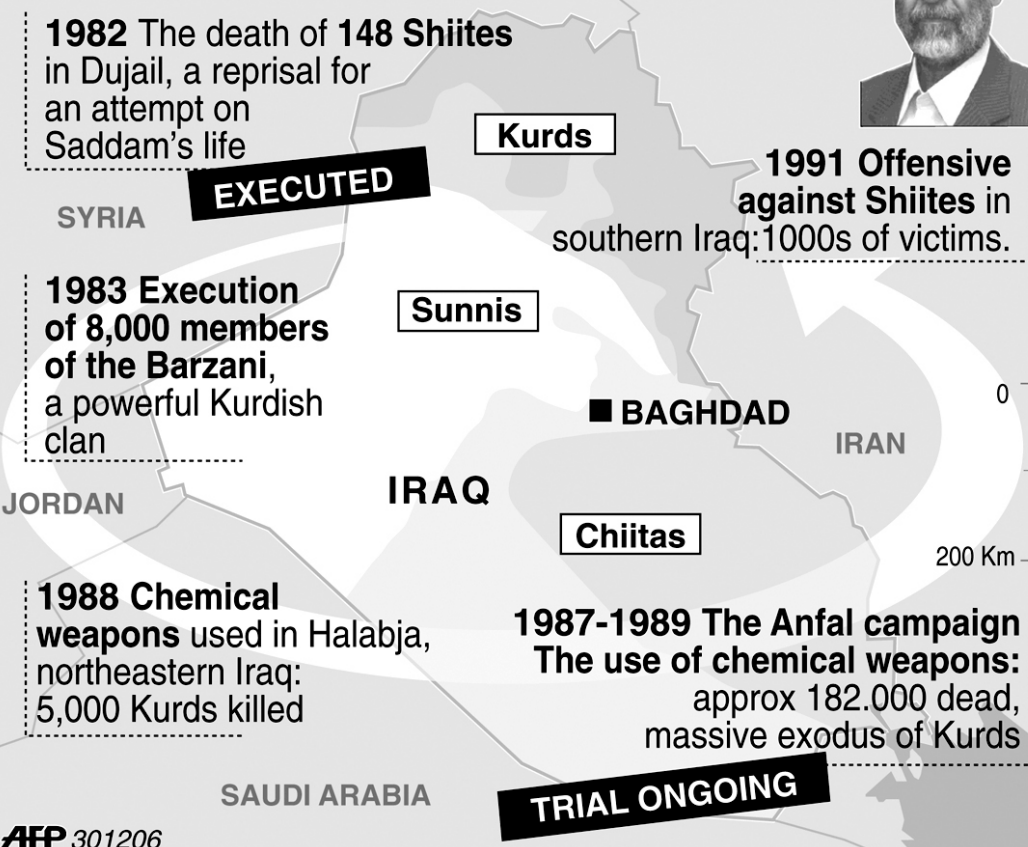 1982 The death of 148 Shiites
in Dujail, a reprisal for
an attempt on
Saddam's life
EXECUTED
Kurds
1991 Offensive
against Shiites in
southern Iraq:1000s of victims.
SYRIA
1983 Execution
of 8,000 members
of the Barzani,
a powerful Kurdish
clan
Sunnis
BAGHDAD
0
IRAN
JORDAN
IRAQ
Chiitas
200 Km
1988 Chemical
weapons used in Halabja,
northeastern Iraq:
5,000 Kurds killed
1987-1989 The Anfal campaign
The use of chemical weapons:
approx 182.000 dead,
massive exodus of Kurds
TRIAL ONGOING
SAUDI ARABIA
AFP 301206